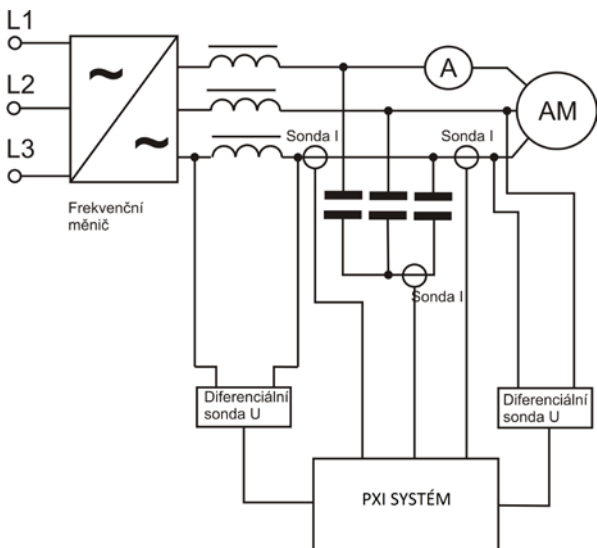 L1
L2
L3
~
~
Frekvenční
měnič
A
AM
Sonda I
Sonda I
Sonda I
Diferenciální
sonda U
Diferenciální
sonda U
PXI SYSTÉM